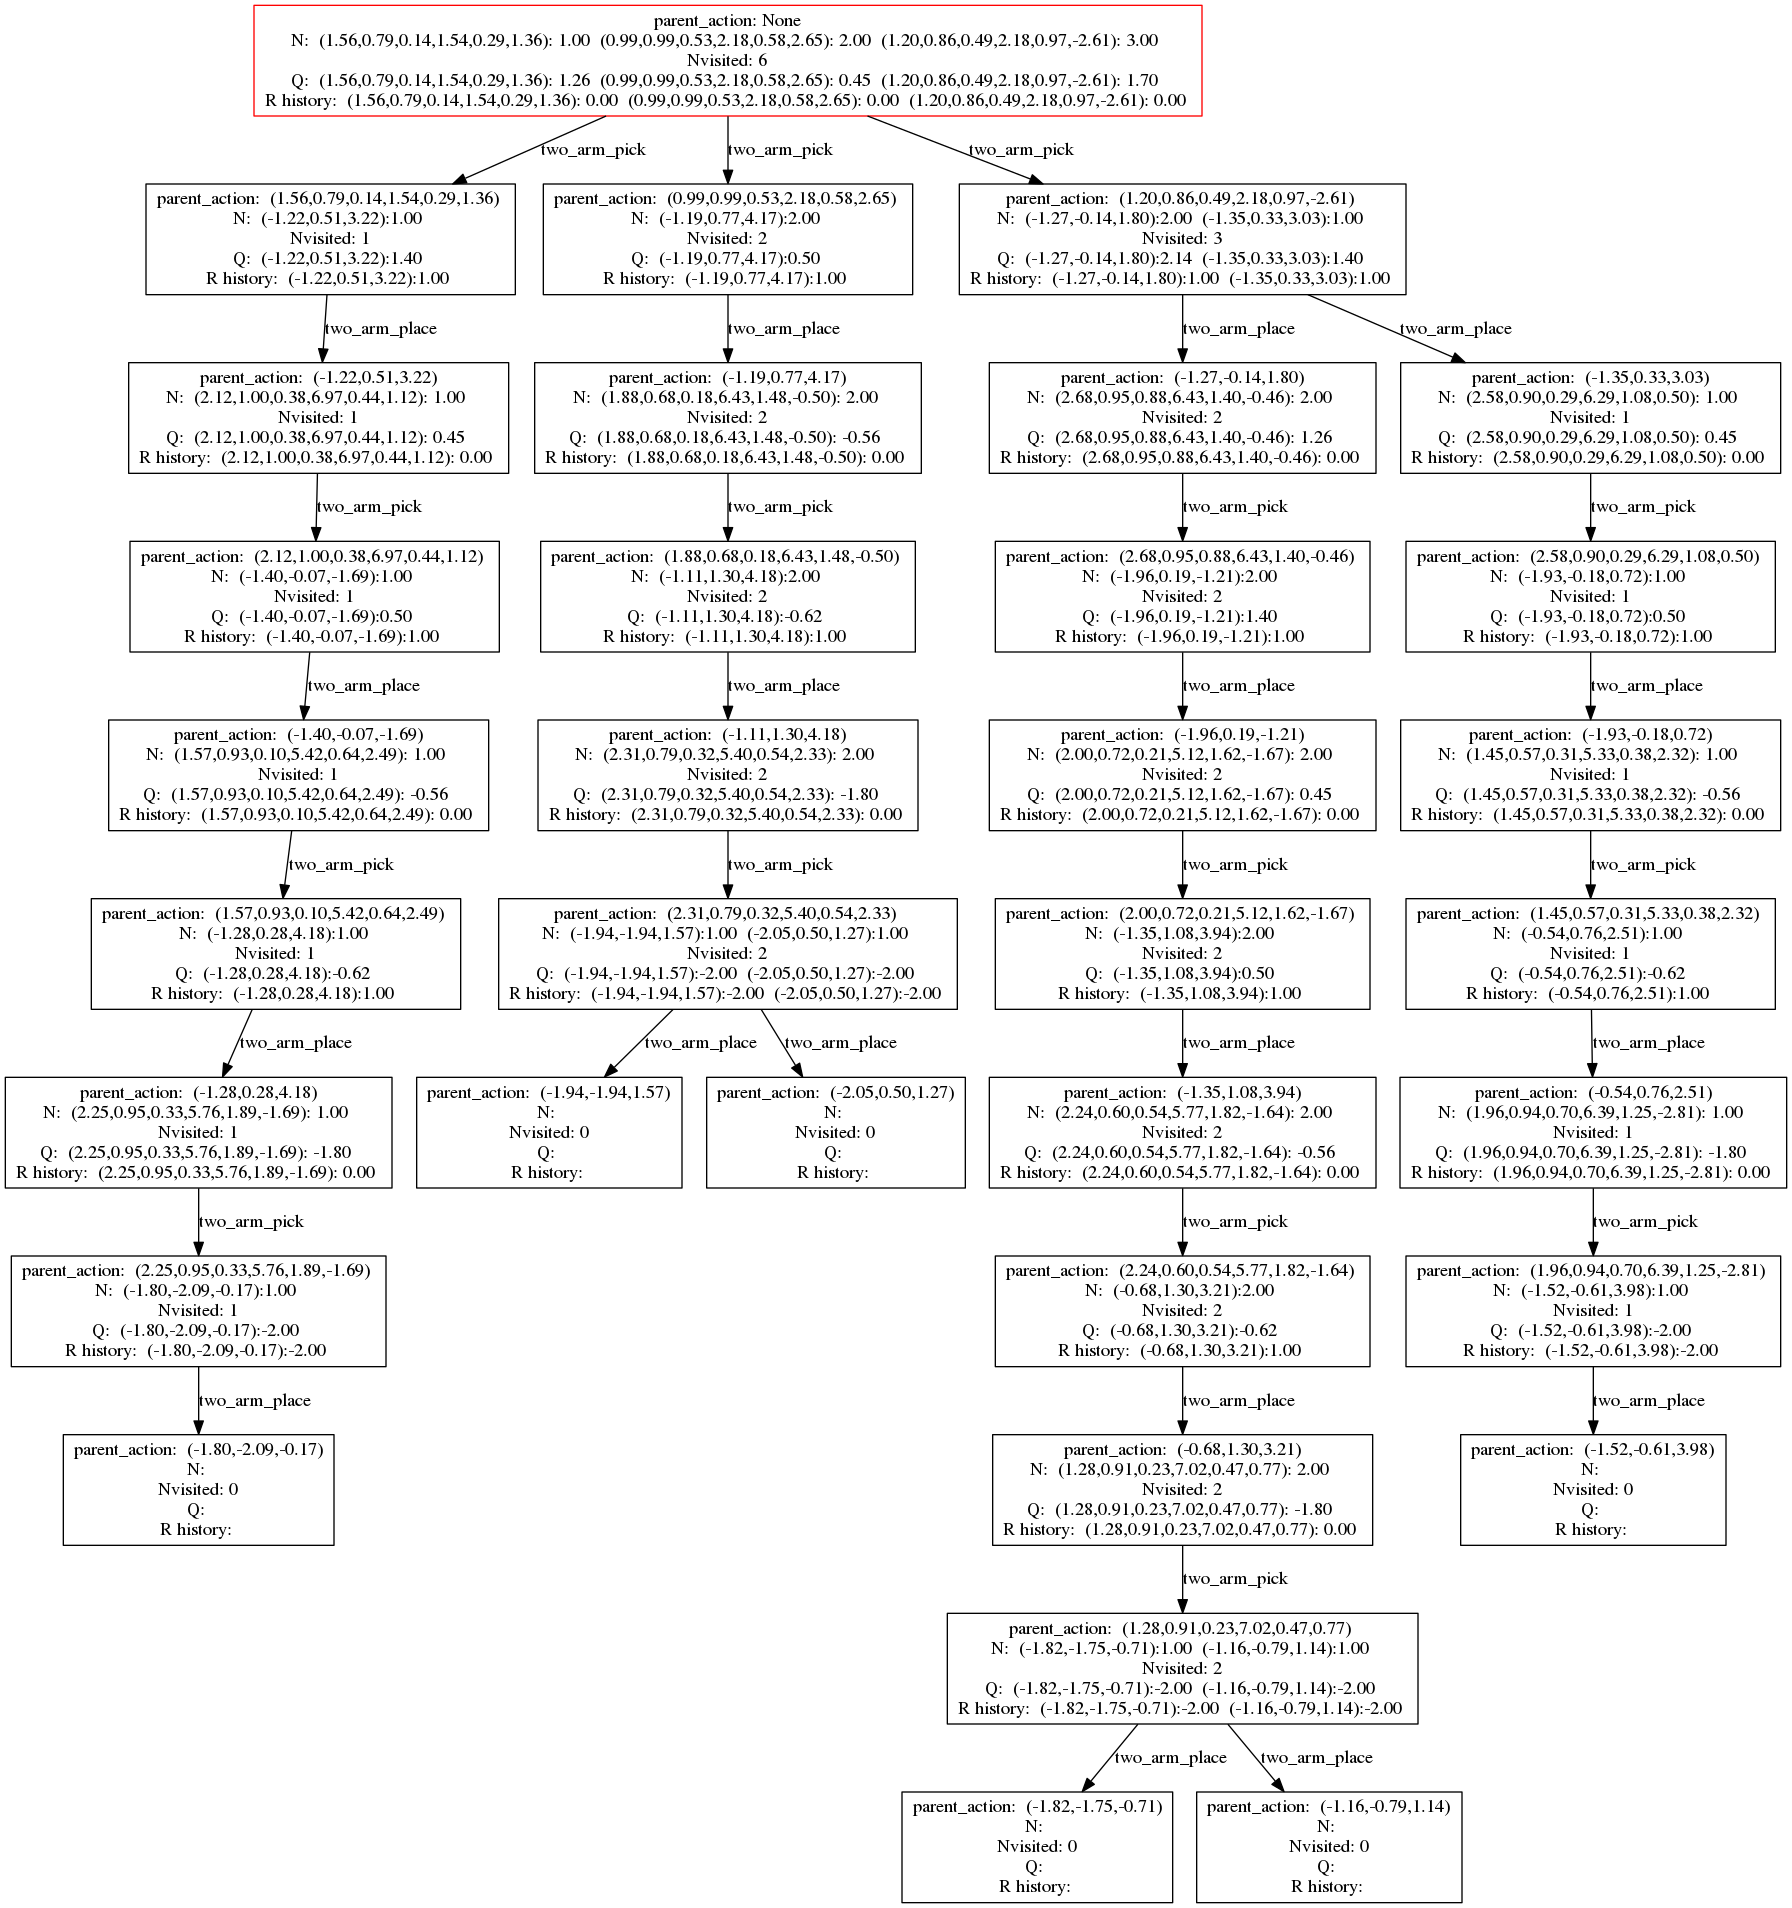 parent_action: None
N: (1.56,0.79,0.14,1.54,0.29,1.36): 1.00 (0.99,0.99,0.53,2.18,0.58,2.65): 2.00 (1.20,0.86,0.49,2.18,0.97,-2.61): 3.00
Nvisited: 6
Q: (1.56,0.79,0.14,1.54,0.29,1.36): 1.26 (0.99,0.99,0.53,2.18,0.58,2.65): 0.45 (1.20,0.86,0.49,2.18,0.97,-2.61): 1.70
R history: (1.56,0.79,0.14,1.54,0.29,1.36): 0.00 (0.99,0.99,0.53,2.18,0.58,2.65): 0.00 (1.20,0.86,0.49,2.18,0.97,-2.61): 0.00
two_arm_pick
two_arm_pick
two_arm_pick
parent_action: (1.56,0.79,0.14,1.54,0.29,1.36)
N: (-1.22,0.51,3.22):1.00
Nvisited: 1
Q: (-1.22,0.51,3.22):1.40
R history: (-1.22,0.51,3.22):1.00
parent_action: (0.99,0.99,0.53,2.18,0.58,2.65)
N: (-1.19,0.77,4.17):2.00
Nvisited: 2
Q: (-1.19,0.77,4.17):0.50
R history: (-1.19,0.77,4.17):1.00
parent_action: (1.20,0.86,0.49,2.18,0.97,-2.61)
N: (-1.27,-0.14,1.80):2.00 (-1.35,0.33,3.03):1.00
Nvisited: 3
Q: (-1.27,-0.14,1.80):2.14 (-1.35,0.33,3.03):1.40
R history: (-1.27,-0.14,1.80):1.00 (-1.35,0.33,3.03):1.00
two_arm_place
two_arm_place
two_arm_place
two_arm_place
parent_action: (-1.22,0.51,3.22)
N: (2.12,1.00,0.38,6.97,0.44,1.12): 1.00
Nvisited: 1
Q: (2.12,1.00,0.38,6.97,0.44,1.12): 0.45
R history: (2.12,1.00,0.38,6.97,0.44,1.12): 0.00
parent_action: (-1.19,0.77,4.17)
N: (1.88,0.68,0.18,6.43,1.48,-0.50): 2.00
Nvisited: 2
Q: (1.88,0.68,0.18,6.43,1.48,-0.50): -0.56
R history: (1.88,0.68,0.18,6.43,1.48,-0.50): 0.00
parent_action: (-1.27,-0.14,1.80)
N: (2.68,0.95,0.88,6.43,1.40,-0.46): 2.00
Nvisited: 2
Q: (2.68,0.95,0.88,6.43,1.40,-0.46): 1.26
R history: (2.68,0.95,0.88,6.43,1.40,-0.46): 0.00
parent_action: (-1.35,0.33,3.03)
N: (2.58,0.90,0.29,6.29,1.08,0.50): 1.00
Nvisited: 1
Q: (2.58,0.90,0.29,6.29,1.08,0.50): 0.45
R history: (2.58,0.90,0.29,6.29,1.08,0.50): 0.00
two_arm_pick
two_arm_pick
two_arm_pick
two_arm_pick
parent_action: (2.12,1.00,0.38,6.97,0.44,1.12)
N: (-1.40,-0.07,-1.69):1.00
Nvisited: 1
Q: (-1.40,-0.07,-1.69):0.50
R history: (-1.40,-0.07,-1.69):1.00
parent_action: (1.88,0.68,0.18,6.43,1.48,-0.50)
N: (-1.11,1.30,4.18):2.00
Nvisited: 2
Q: (-1.11,1.30,4.18):-0.62
R history: (-1.11,1.30,4.18):1.00
parent_action: (2.68,0.95,0.88,6.43,1.40,-0.46)
N: (-1.96,0.19,-1.21):2.00
Nvisited: 2
Q: (-1.96,0.19,-1.21):1.40
R history: (-1.96,0.19,-1.21):1.00
parent_action: (2.58,0.90,0.29,6.29,1.08,0.50)
N: (-1.93,-0.18,0.72):1.00
Nvisited: 1
Q: (-1.93,-0.18,0.72):0.50
R history: (-1.93,-0.18,0.72):1.00
two_arm_place
two_arm_place
two_arm_place
two_arm_place
parent_action: (-1.40,-0.07,-1.69)
N: (1.57,0.93,0.10,5.42,0.64,2.49): 1.00
Nvisited: 1
Q: (1.57,0.93,0.10,5.42,0.64,2.49): -0.56
R history: (1.57,0.93,0.10,5.42,0.64,2.49): 0.00
parent_action: (-1.11,1.30,4.18)
N: (2.31,0.79,0.32,5.40,0.54,2.33): 2.00
Nvisited: 2
Q: (2.31,0.79,0.32,5.40,0.54,2.33): -1.80
R history: (2.31,0.79,0.32,5.40,0.54,2.33): 0.00
parent_action: (-1.96,0.19,-1.21)
N: (2.00,0.72,0.21,5.12,1.62,-1.67): 2.00
Nvisited: 2
Q: (2.00,0.72,0.21,5.12,1.62,-1.67): 0.45
R history: (2.00,0.72,0.21,5.12,1.62,-1.67): 0.00
parent_action: (-1.93,-0.18,0.72)
N: (1.45,0.57,0.31,5.33,0.38,2.32): 1.00
Nvisited: 1
Q: (1.45,0.57,0.31,5.33,0.38,2.32): -0.56
R history: (1.45,0.57,0.31,5.33,0.38,2.32): 0.00
two_arm_pick
two_arm_pick
two_arm_pick
two_arm_pick
parent_action: (1.57,0.93,0.10,5.42,0.64,2.49)
N: (-1.28,0.28,4.18):1.00
Nvisited: 1
Q: (-1.28,0.28,4.18):-0.62
R history: (-1.28,0.28,4.18):1.00
parent_action: (2.31,0.79,0.32,5.40,0.54,2.33)
N: (-1.94,-1.94,1.57):1.00 (-2.05,0.50,1.27):1.00
Nvisited: 2
Q: (-1.94,-1.94,1.57):-2.00 (-2.05,0.50,1.27):-2.00
R history: (-1.94,-1.94,1.57):-2.00 (-2.05,0.50,1.27):-2.00
parent_action: (2.00,0.72,0.21,5.12,1.62,-1.67)
N: (-1.35,1.08,3.94):2.00
Nvisited: 2
Q: (-1.35,1.08,3.94):0.50
R history: (-1.35,1.08,3.94):1.00
parent_action: (1.45,0.57,0.31,5.33,0.38,2.32)
N: (-0.54,0.76,2.51):1.00
Nvisited: 1
Q: (-0.54,0.76,2.51):-0.62
R history: (-0.54,0.76,2.51):1.00
two_arm_place
two_arm_place
two_arm_place
two_arm_place
two_arm_place
parent_action: (-1.28,0.28,4.18)
N: (2.25,0.95,0.33,5.76,1.89,-1.69): 1.00
Nvisited: 1
Q: (2.25,0.95,0.33,5.76,1.89,-1.69): -1.80
R history: (2.25,0.95,0.33,5.76,1.89,-1.69): 0.00
parent_action: (-1.94,-1.94,1.57)
N:
Nvisited: 0
Q:
R history:
parent_action: (-2.05,0.50,1.27)
N:
Nvisited: 0
Q:
R history:
parent_action: (-1.35,1.08,3.94)
N: (2.24,0.60,0.54,5.77,1.82,-1.64): 2.00
Nvisited: 2
Q: (2.24,0.60,0.54,5.77,1.82,-1.64): -0.56
R history: (2.24,0.60,0.54,5.77,1.82,-1.64): 0.00
parent_action: (-0.54,0.76,2.51)
N: (1.96,0.94,0.70,6.39,1.25,-2.81): 1.00
Nvisited: 1
Q: (1.96,0.94,0.70,6.39,1.25,-2.81): -1.80
R history: (1.96,0.94,0.70,6.39,1.25,-2.81): 0.00
two_arm_pick
two_arm_pick
two_arm_pick
parent_action: (2.25,0.95,0.33,5.76,1.89,-1.69)
N: (-1.80,-2.09,-0.17):1.00
Nvisited: 1
Q: (-1.80,-2.09,-0.17):-2.00
R history: (-1.80,-2.09,-0.17):-2.00
parent_action: (2.24,0.60,0.54,5.77,1.82,-1.64)
N: (-0.68,1.30,3.21):2.00
Nvisited: 2
Q: (-0.68,1.30,3.21):-0.62
R history: (-0.68,1.30,3.21):1.00
parent_action: (1.96,0.94,0.70,6.39,1.25,-2.81)
N: (-1.52,-0.61,3.98):1.00
Nvisited: 1
Q: (-1.52,-0.61,3.98):-2.00
R history: (-1.52,-0.61,3.98):-2.00
two_arm_place
two_arm_place
two_arm_place
parent_action: (-1.80,-2.09,-0.17)
N:
Nvisited: 0
Q:
R history:
parent_action: (-0.68,1.30,3.21)
N: (1.28,0.91,0.23,7.02,0.47,0.77): 2.00
Nvisited: 2
Q: (1.28,0.91,0.23,7.02,0.47,0.77): -1.80
R history: (1.28,0.91,0.23,7.02,0.47,0.77): 0.00
parent_action: (-1.52,-0.61,3.98)
N:
Nvisited: 0
Q:
R history:
two_arm_pick
parent_action: (1.28,0.91,0.23,7.02,0.47,0.77)
N: (-1.82,-1.75,-0.71):1.00 (-1.16,-0.79,1.14):1.00
Nvisited: 2
Q: (-1.82,-1.75,-0.71):-2.00 (-1.16,-0.79,1.14):-2.00
R history: (-1.82,-1.75,-0.71):-2.00 (-1.16,-0.79,1.14):-2.00
two_arm_place
two_arm_place
parent_action: (-1.82,-1.75,-0.71)
N:
Nvisited: 0
Q:
R history:
parent_action: (-1.16,-0.79,1.14)
N:
Nvisited: 0
Q:
R history: